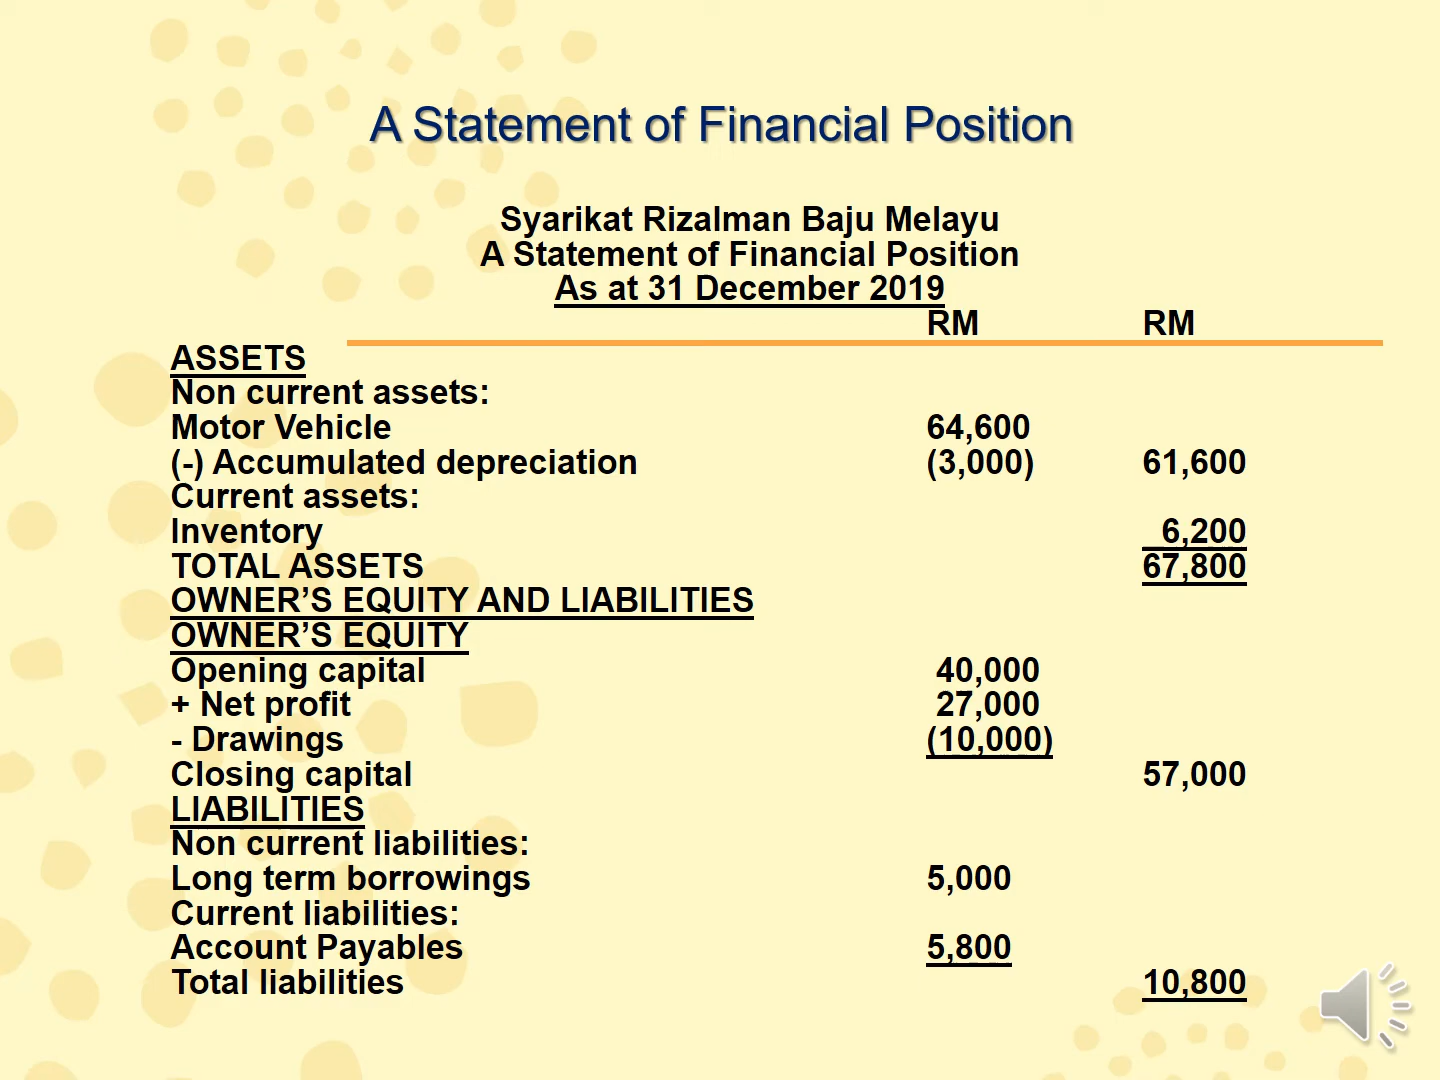 A Statement of Financial Position
Syarikat Rizalman Baju Melayu
A Statement of Financial Position
As at 31 December 2019
RM RM
ASSETS
Non current assets:
Motor Vehicle 64,600
(-) Accumulated depreciation (3,000) 61,600
Current assets:
Inventory 6,200
TOTAL ASSETS 67,800
OWNER’S EQUITY AND LIABILITIES
OWNER’S EQUITY
Opening capital 40,000
+ Net profit 27,000
- Drawings (10,000)
Closing capital 57,000
LIABILITIES
Non current liabilities:
Long term borrowings 5,000
Current liabilities:
Account Payables 5,800
Total liabilities 10,800